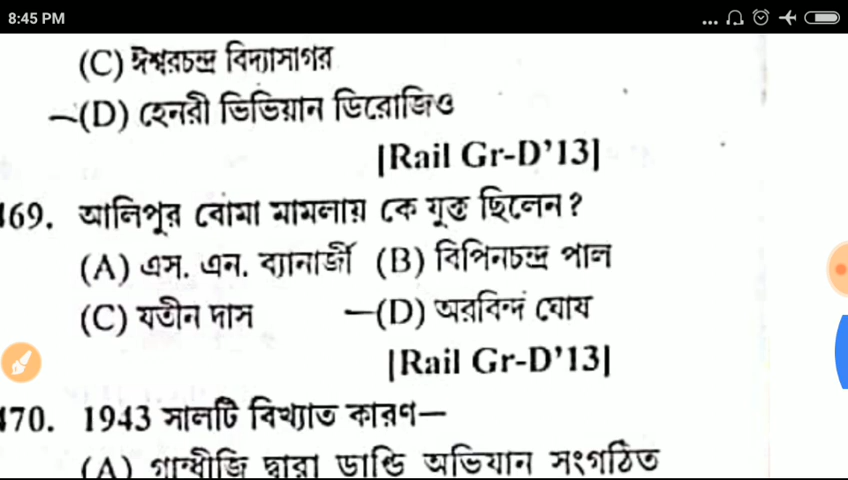 8:45 PM
(C) ঈশ্বরচন্দ্র বিদ্যাসাগর
(D) হেনরী ভিভিয়ান ডিরোজিও
[Rail Gr-D'13]
169. আলিপুর বোমা মামলায় কে যুক্ত ছিলেন?
(A) এস. এন. ব্যানার্জী (B) বিপিনচন্দ্র পাল
(C) যতীন দাস (D) অরবিন্দ ঘোষ
[Rail Gr-D'13]
170. 1943 সালটি বিখ্যাত কারণ—
(A) গান্ধীজি দ্বারা ডান্ডি অভিযান সংগঠিত